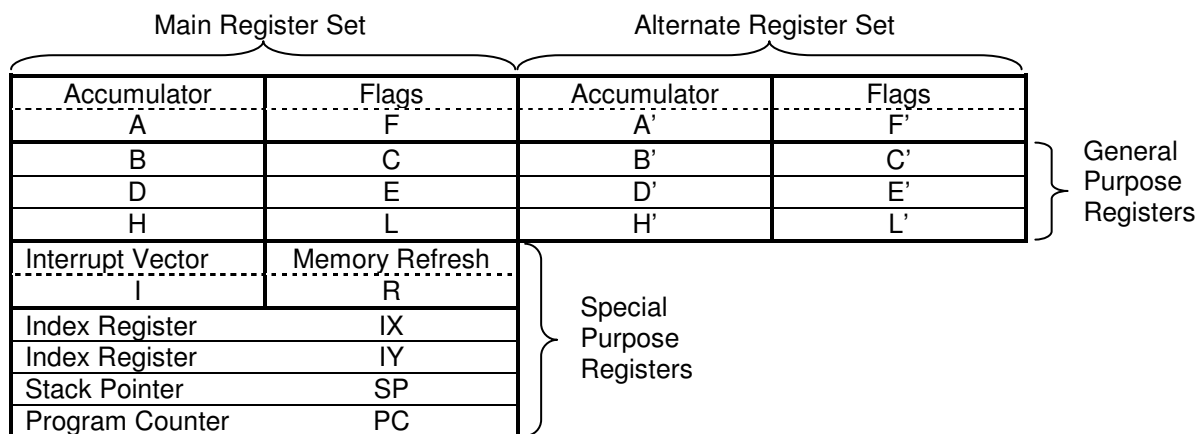 Main Register Set Alternate Register Set
Accumulator Flags Accumulator Flags
A F A’ F’
B C B’ C’
D E D’ E’
H L H’ L’
General
Purpose
Registers
Interrupt Vector Memory Refresh
I R
Index Register IX
Index Register IY
Stack Pointer SP
Program Counter PC
Special
Purpose
Registers